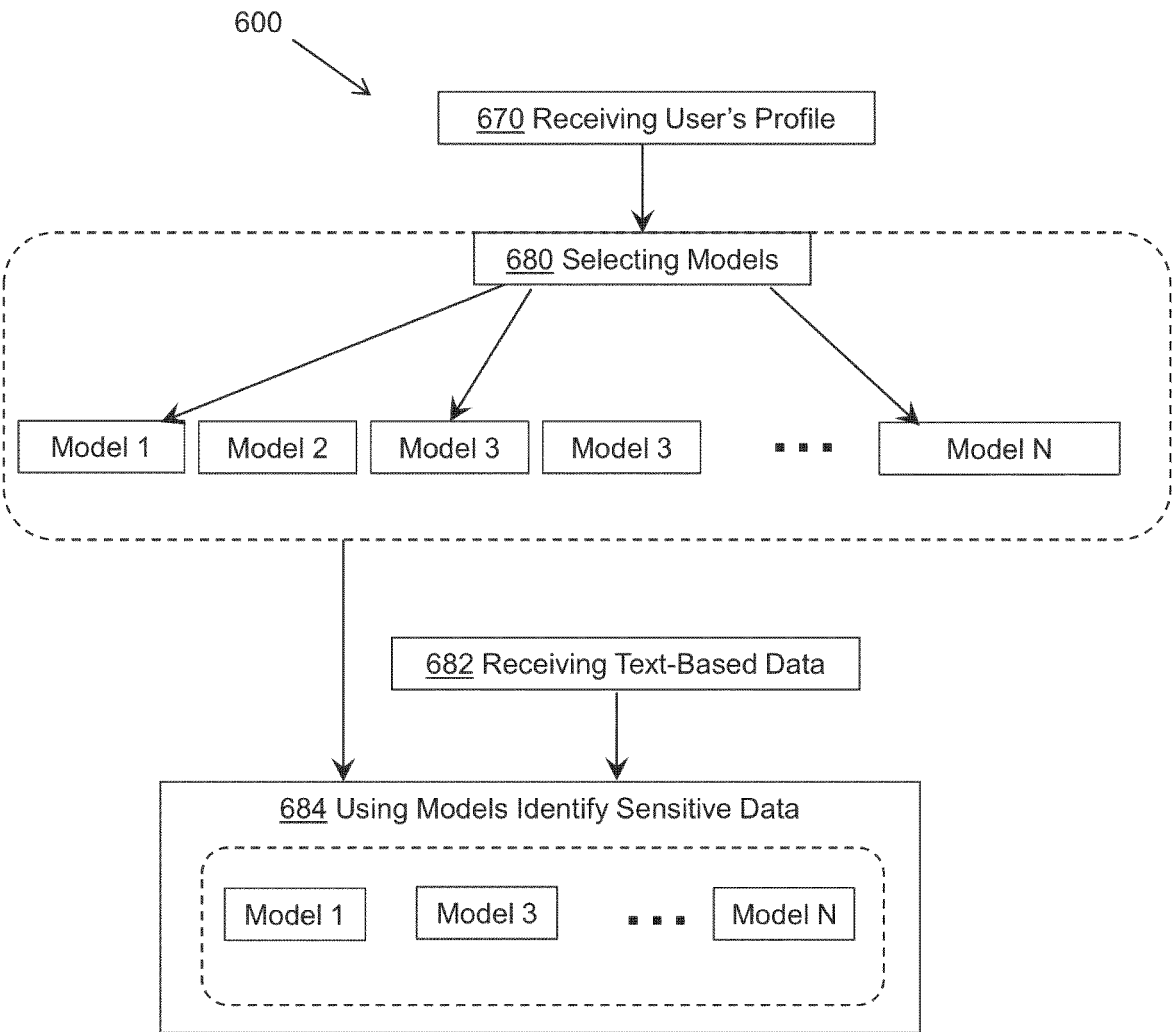 600
670 Receiving User's Profile
680 Selecting Models
Model 1 Model 2 Model 3 Model 3 ... Model N
682 Receiving Text-Based Data
684 Using Models Identify Sensitive Data
Model 1 Model 3 ... Model N